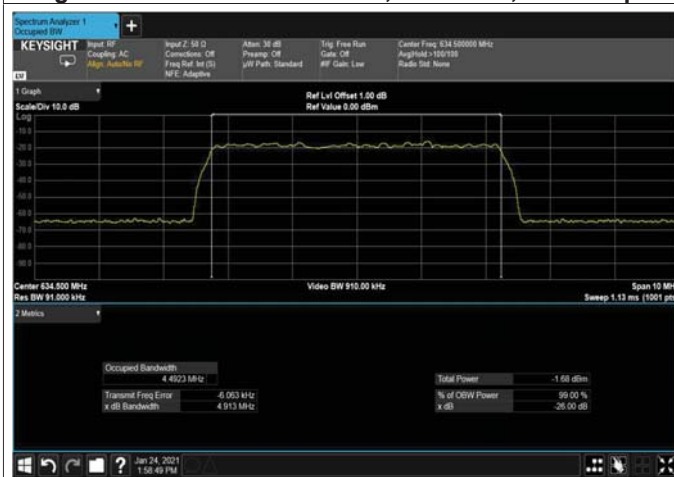 Spectrum Analyzer 1
Occupied BW
+
KEYSIGHT
Input: RF
Coupling: AC
Align: Auto/No RF
Input Z: 50 Ω
Corrections: Off
Freq Ref: Int (S)
NFE: Adaptive
Atten: 30 dB
Preamp: Off
µW Path: Standard
Trig: Free Run
Gate: Off
#IF Gain: Low
Center Freq: 634.500000 MHz
Avg|Hold:>100/100
Radio Std: None
1 Graph
Scale/Div 10.0 dB
Ref Lvl Offset 1.00 dB
Ref Value 0.00 dBm
Log
-10.0
-20.0
-30.0
-40.0
-50.0
-60.0
-70.0
-80.0
-90.0
Center 634.500 MHz
Res BW 91.000 kHz
Video BW 910.00 kHz
Span 10 MHz
Sweep 1.13 ms (1001 pts
2 Metrics
Occupied Bandwidth
4.4923 MHz
Transmit Freq Error -6.063 kHz
x dB Bandwidth 4.913 MHz
Total Power -1.68 dBm
% of OBW Power 99.00 %
x dB -26.00 dB
?
Jan 24, 2021
1:58:49 PM